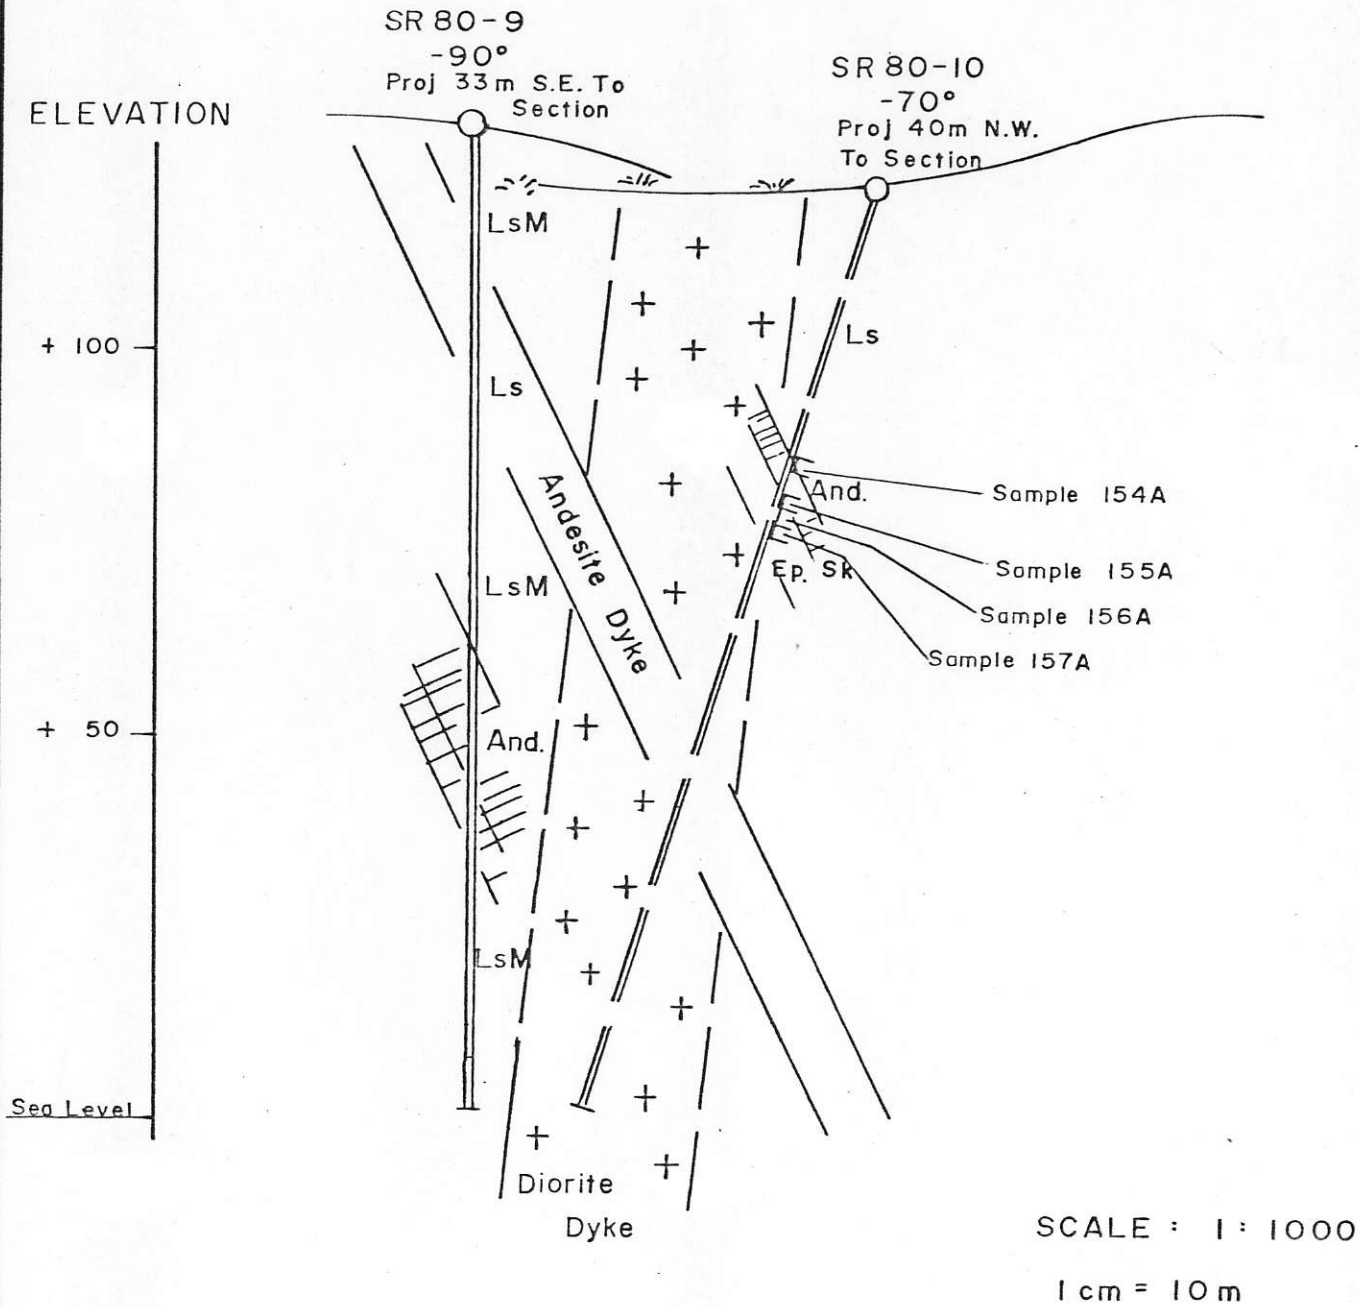 SR 80-9
-90°
Proj 33m S.E. To
Section
SR 80-10
-70°
Proj 40m N.W.
To Section
ELEVATION
LsM
+ 100
Ls
Ls
Andesite Dyke
And.
Sample 154A
LsM
Ep. Sk
Sample 155A
Sample 156A
Sample 157A
+ 50
And.
LsM
Sea Level
Diorite
Dyke
SCALE : 1 : 1000
1 cm = 10 m